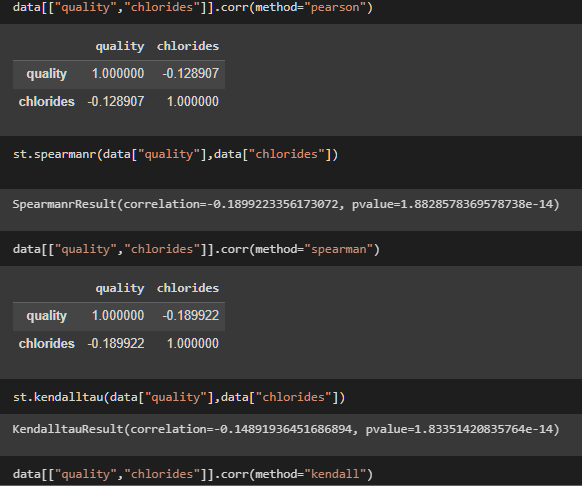 data[["quality","chlorides"]].corr(method="pearson")
quality chlorides
quality 1.000000 -0.128907
chlorides -0.128907 1.000000
st.spearmanr(data["quality"],data["chlorides"])
SpearmanrResult(correlation=-0.1899223356173072, pvalue=1.8828578369578738e-14)
data[["quality","chlorides"]].corr(method="spearman")
quality chlorides
quality 1.000000 -0.189922
chlorides -0.189922 1.000000
st.kendalltau(data["quality"],data["chlorides"])
KendalltauResult(correlation=-0.14891936451686894, pvalue=1.83351420835764e-14)
data[["quality","chlorides"]].corr(method="kendall")